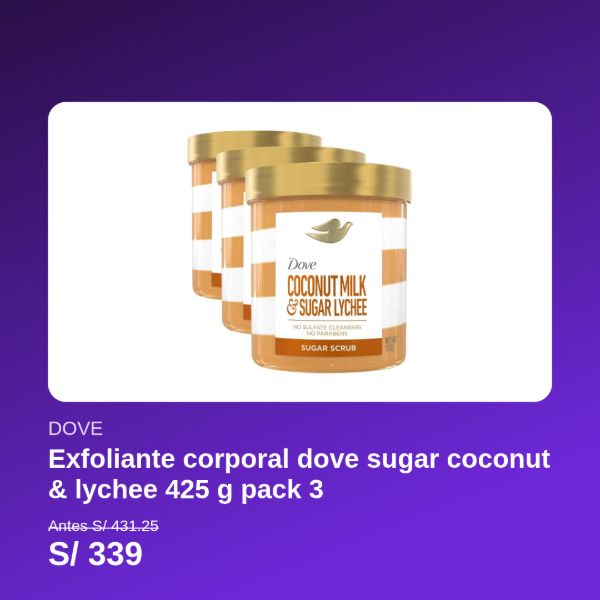 Dove
COCONUT MILK
& SUGAR LYCHEE
NO SULFATE CLEANSERS
NO PARABENS
SUGAR SCRUB
DOVE
Exfoliante corporal dove sugar coconut
& lychee 425 g pack 3
Antes S/ 431.25
S/ 339